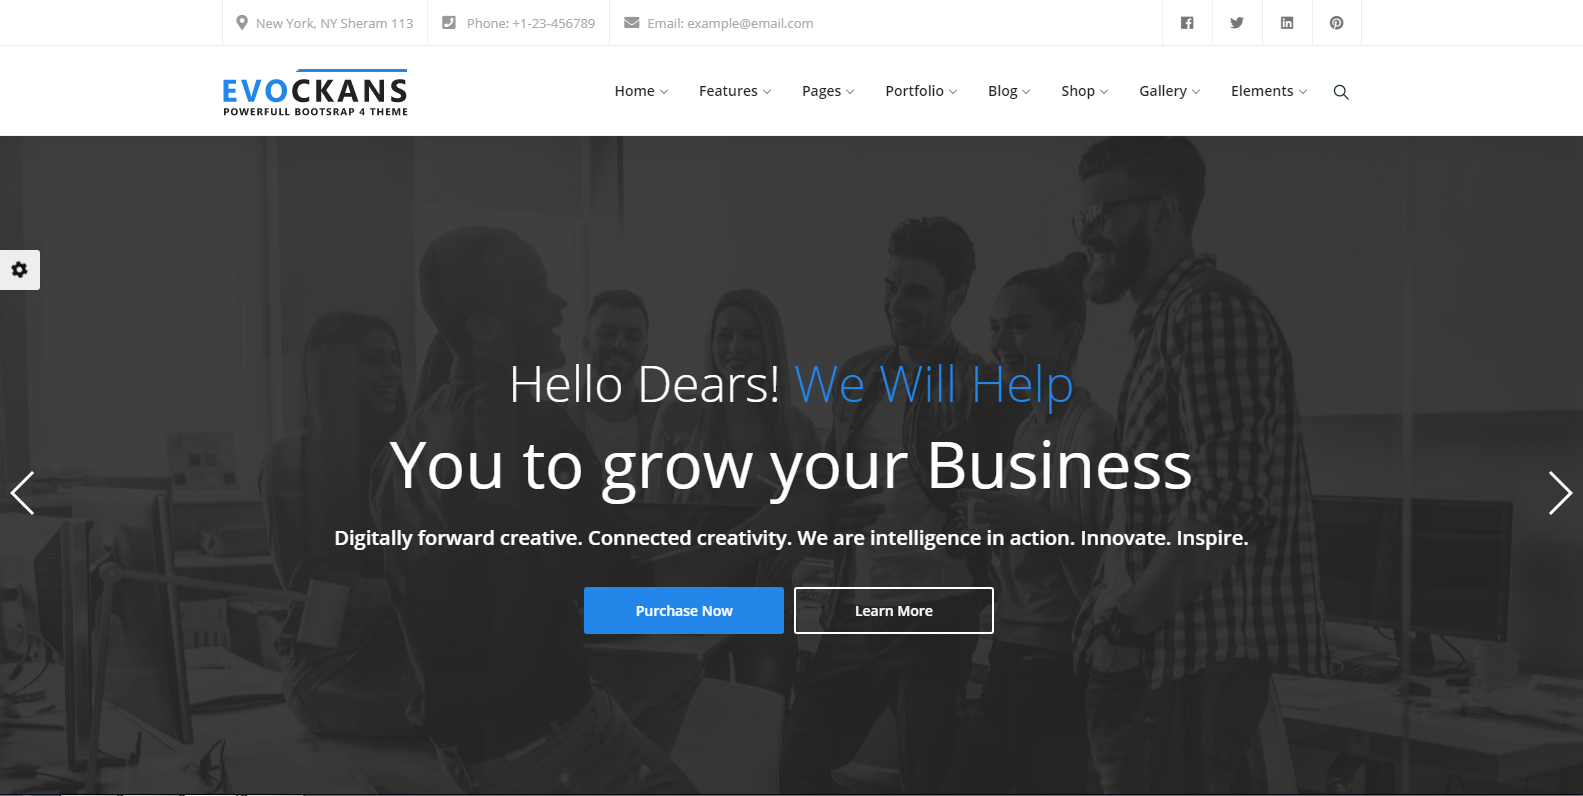 New York, NY Sheram 113
Phone: +1-23-456789
Email: example@email.com
EVOCKANS
POWERFULL BOOTSRAP 4 THEME
Home
Features
Pages
Portfolio
Blog
Shop
Gallery
Elements
Hello Dears! We Will Help
You to grow your Business
Digitally forward creative. Connected creativity. We are intelligence in action. Innovate. Inspire.
Purchase Now
Learn More